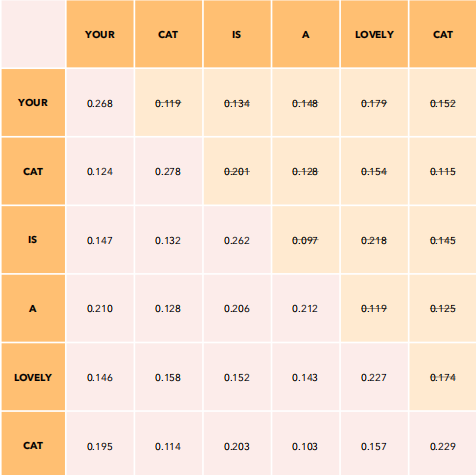 YOUR CAT IS A LOVELY CAT
YOUR 0.268 0.119 0.134 0.148 0.179 0.152
CAT 0.124 0.278 0.201 0.128 0.154 0.115
IS 0.147 0.132 0.262 0.097 0.218 0.145
A 0.210 0.128 0.206 0.212 0.119 0.125
LOVELY 0.146 0.158 0.152 0.143 0.227 0.174
CAT 0.195 0.114 0.203 0.103 0.157 0.229